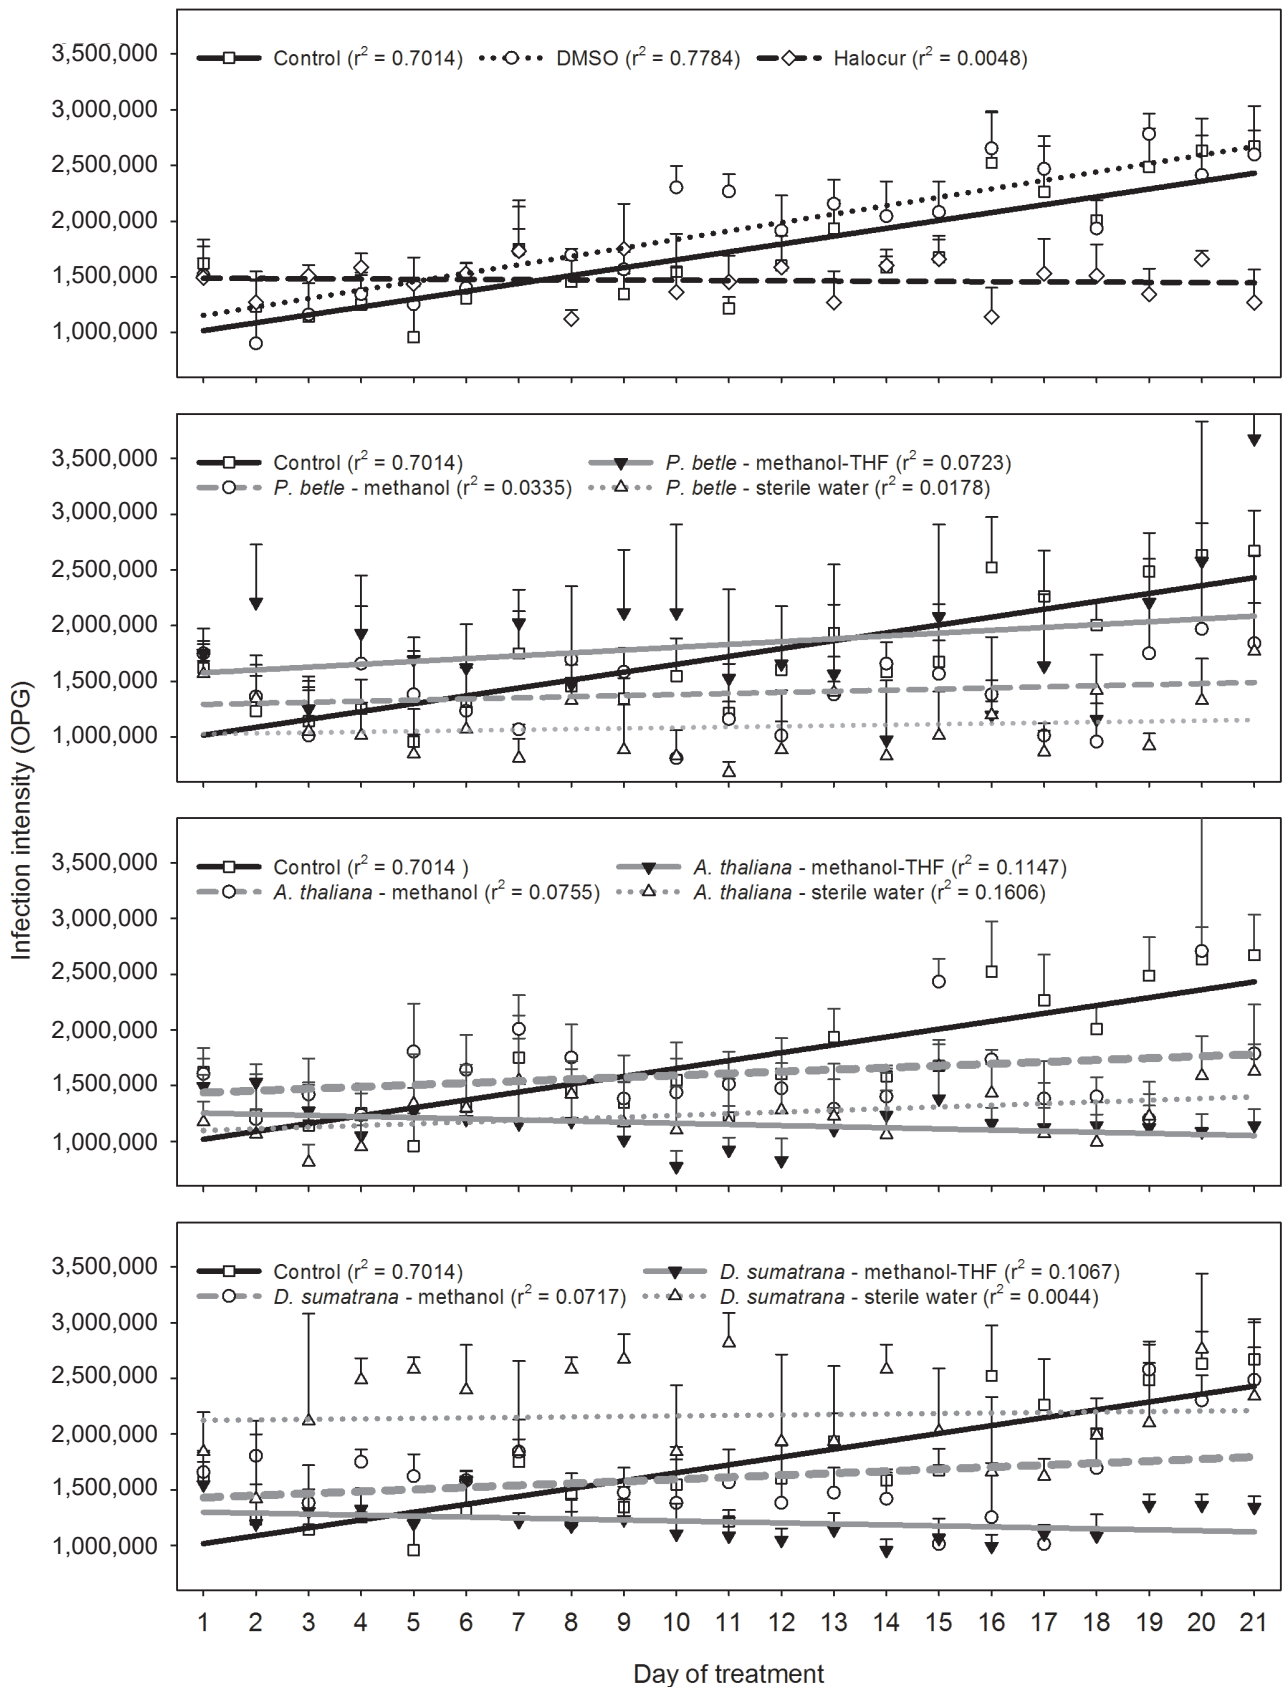 3,500,000
3,000,000
2,500,000
2,000,000
1,500,000
1,000,000
Control (r² = 0.7014) DMSO (r² = 0.7784) Halocur (r² = 0.0048)
3,500,000
3,000,000
2,500,000
2,000,000
1,500,000
1,000,000
Control (r² = 0.7014) P. betle - methanol-THF (r² = 0.0723)
P. betle - methanol (r² = 0.0335) P. betle - sterile water (r² = 0.0178)
Infection intensity (OPG)
3,500,000
3,000,000
2,500,000
2,000,000
1,500,000
1,000,000
Control (r² = 0.7014 ) A. thaliana - methanol-THF (r² = 0.1147)
A. thaliana - methanol (r² = 0.0755) A. thaliana - sterile water (r² = 0.1606)
3,500,000
3,000,000
2,500,000
2,000,000
1,500,000
1,000,000
Control (r² = 0.7014) D. sumatrana - methanol-THF (r² = 0.1067)
D. sumatrana - methanol (r² = 0.0717) D. sumatrana - sterile water (r² = 0.0044)
1 2 3 4 5 6 7 8 9 10 11 12 13 14 15 16 17 18 19 20 21
Day of treatment